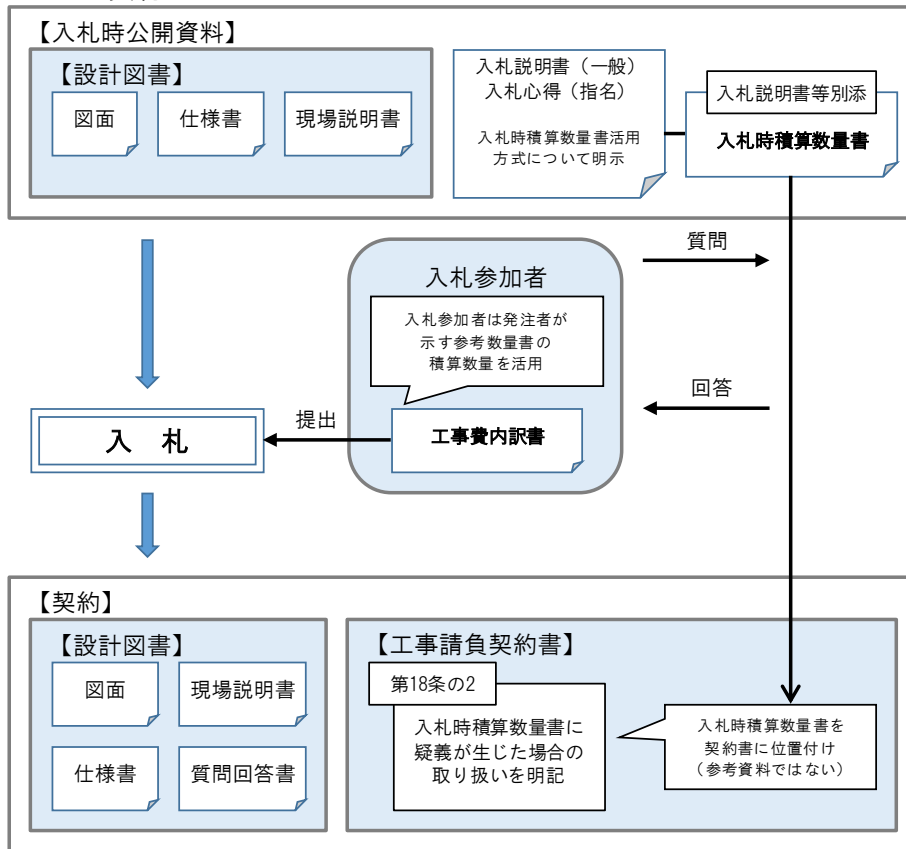 【入札時公開資料】
【設計図書】
図面
仕様書
現場説明書
入札説明書（一般）
入札心得（指名）
入札時積算数量書活用
方式について明示
入札説明書等別添
入札時積算数量書
質問
入札参加者
入札参加者は発注者が
示す参考数量書の
積算数量を活用
回答
提出
入 札
工事費内訳書
【契約】
【設計図書】
図面
現場説明書
仕様書
質問回答書
【工事請負契約書】
第18条の2
入札時積算数量書に
疑義が生じた場合の
取り扱いを明記
入札時積算数量書を
契約書に位置付け
（参考資料ではない）